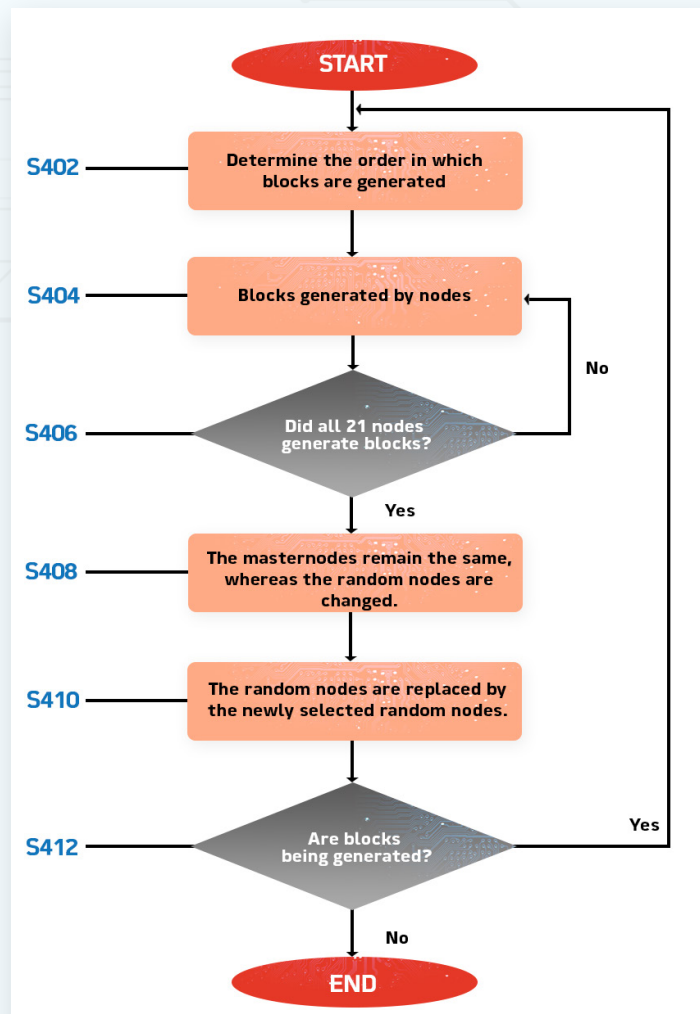 START
S402
Determine the order in which
blocks are generated
S404
Blocks generated by nodes
No
S406
Did all 21 nodes
generate blocks?
Yes
S408
The masternodes remain the same,
whereas the random nodes are
changed.
S410
The random nodes are replaced by
the newly selected random nodes.
Yes
S412
Are blocks
being generated?
No
END